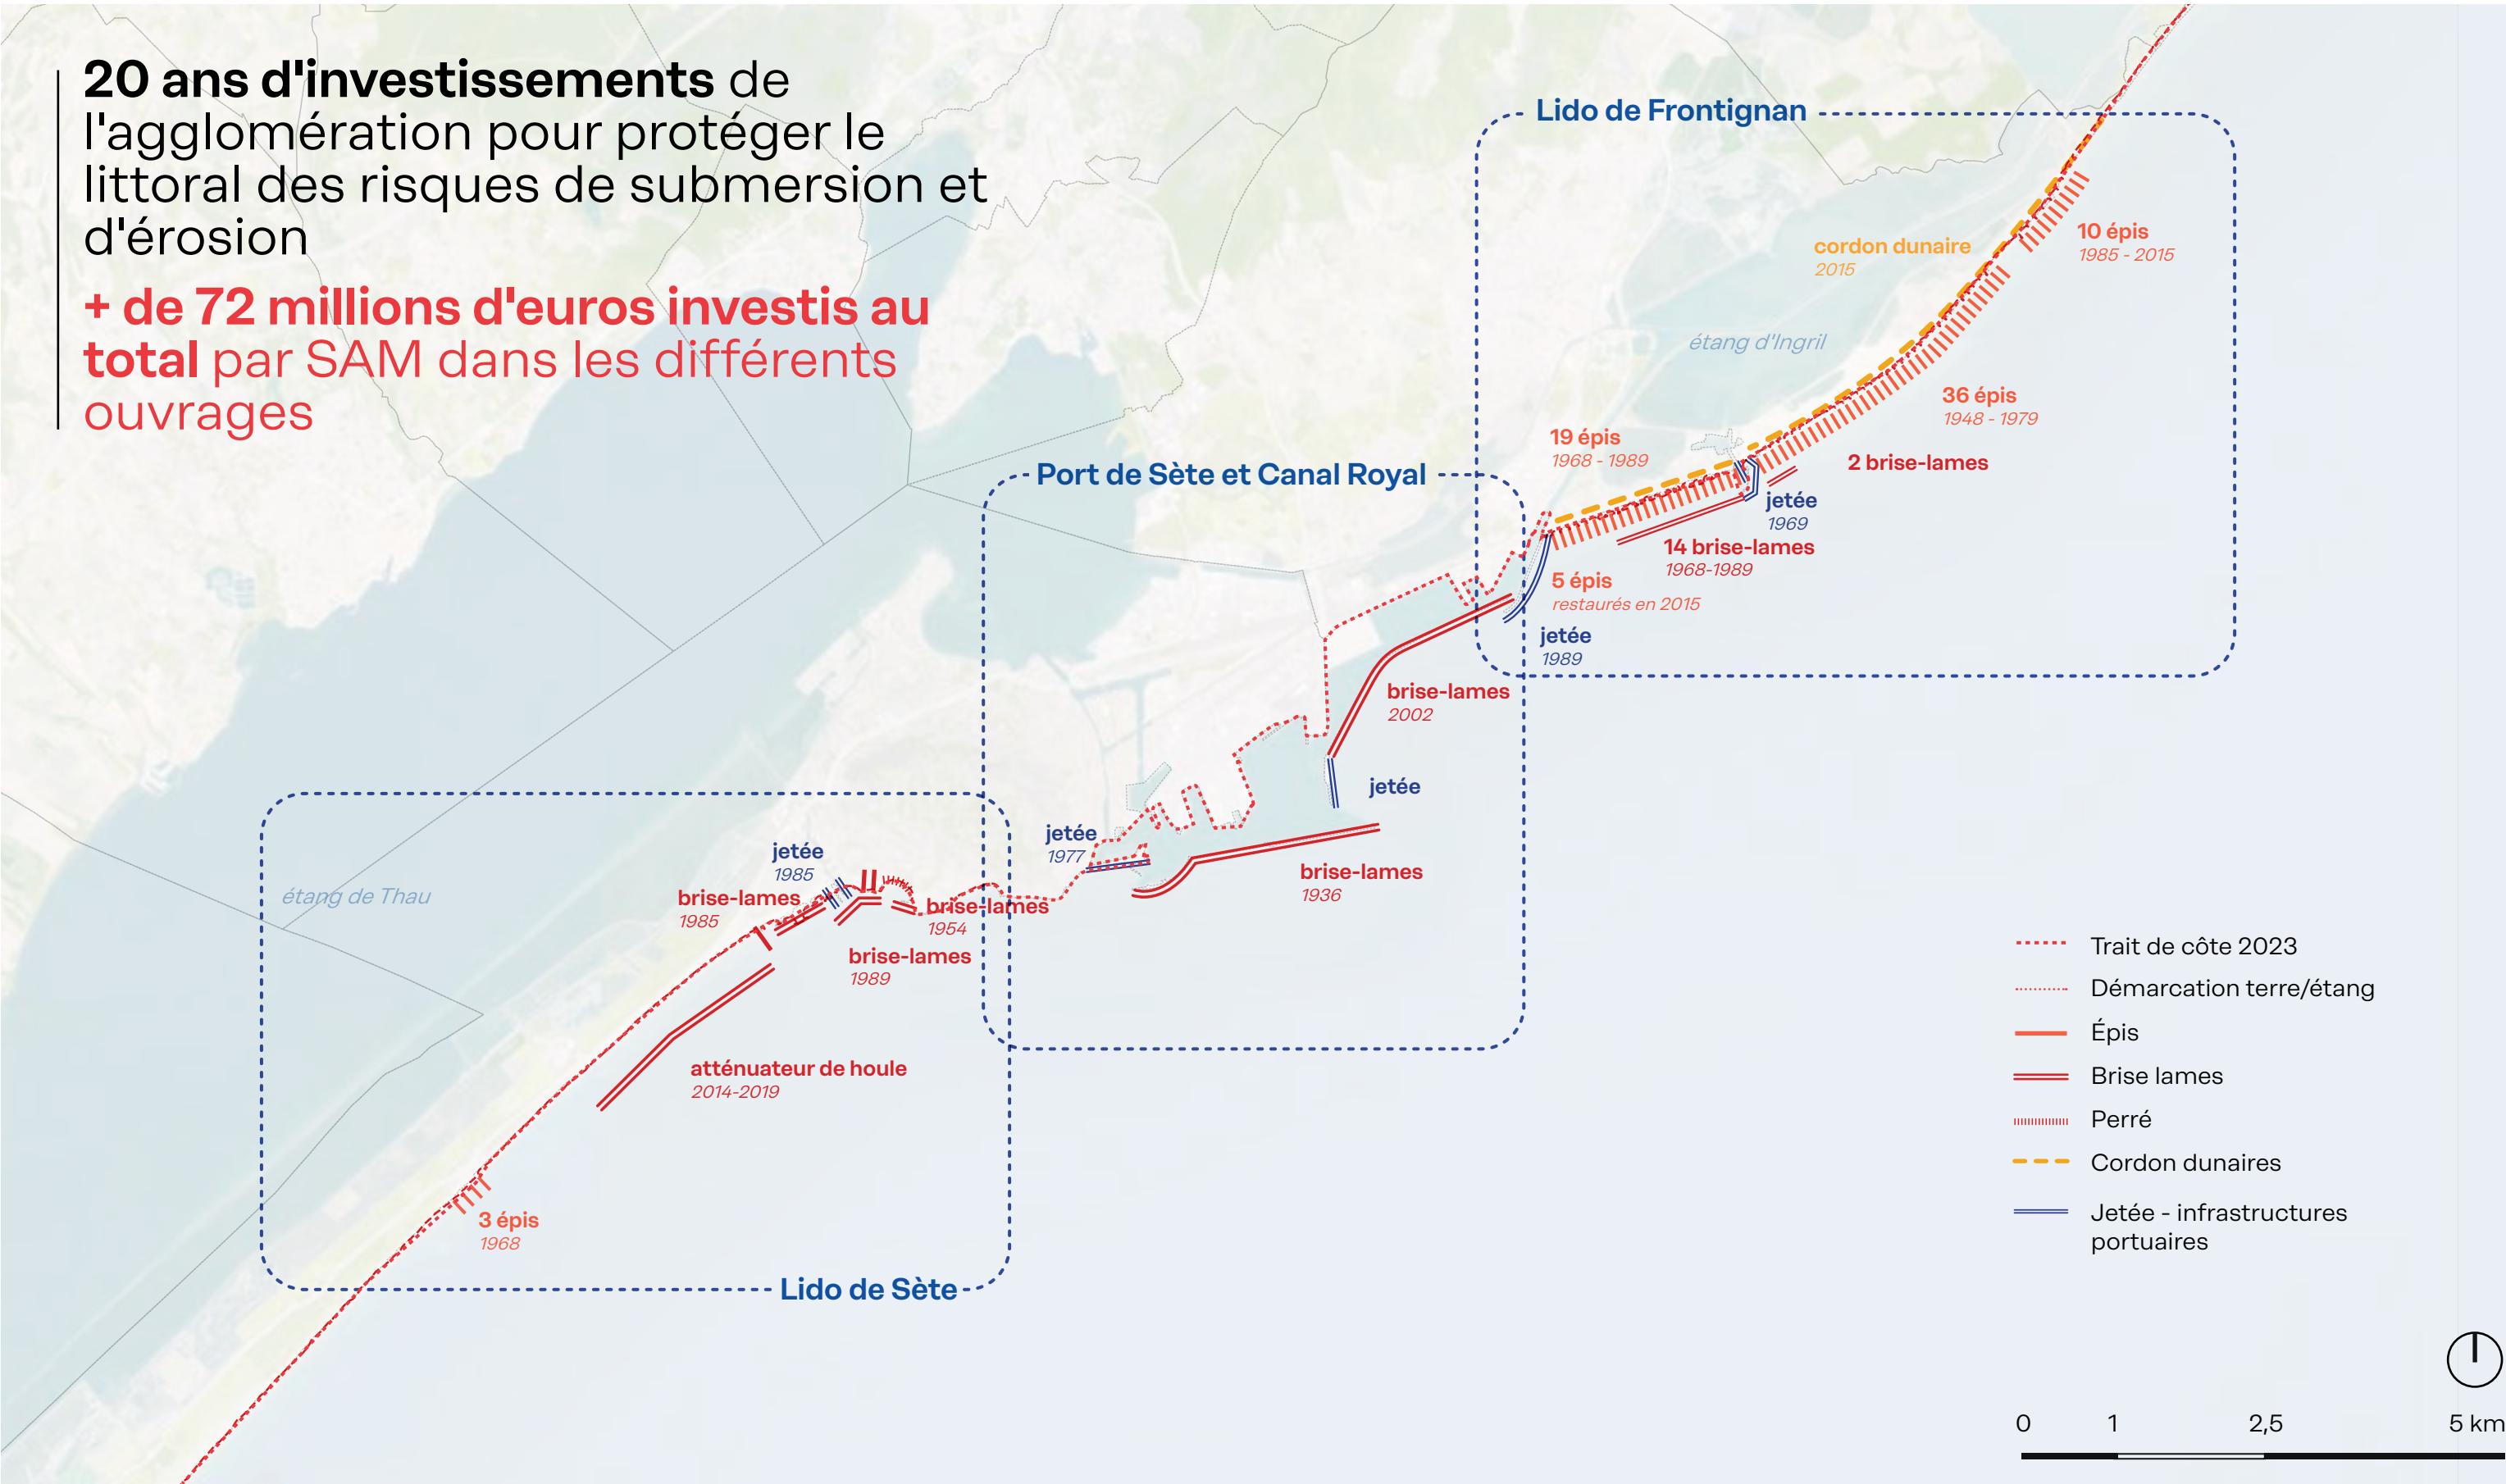 20 ans d'investissements de
l'agglomération pour protéger le
littoral des risques de submersion et
d'érosion
+ de 72 millions d'euros investis au
total par SAM dans les différents
ouvrages
Lido de Frontignan
cordon dunaire
2015
10 épis
1985 - 2015
étang d'Ingril
36 épis
1948 - 1979
19 épis
1968 - 1989
2 brise-lames
jetée
1969
14 brise-lames
1968-1989
5 épis
restaurés en 2015
jetée
1989
Port de Sète et Canal Royal
brise-lames
2002
jetée
jetée
1977
brise-lames
1936
étang de Thau
jetée
1985
brise-lames
1985
brise-lames
1954
brise-lames
1989
atténuateur de houle
2014-2019
3 épis
1968
Lido de Sète
Trait de côte 2023
Démarcation terre/étang
Épis
Brise lames
Perré
Cordon dunaires
Jetée - infrastructures
portuaires
0 1 2,5 5 km